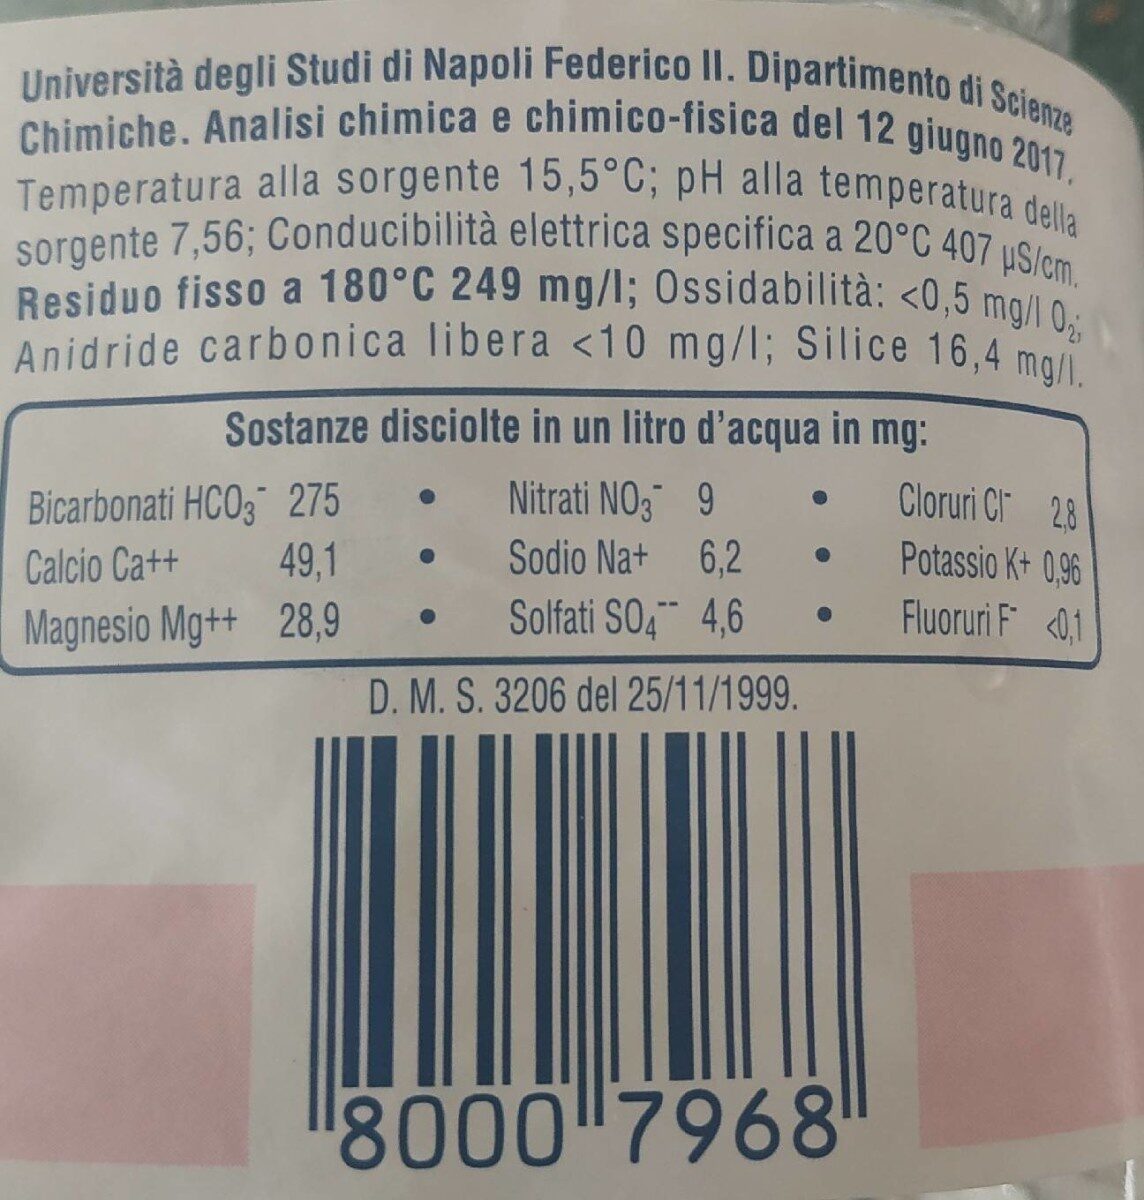 Università degli Studi di Napoli Federico II. Dipartimento di Scienze
Chimiche. Analisi chimica e chimico-fisica del 12 giugno 2017.
Temperatura alla sorgente 15,5°C; pH alla temperatura della
sorgente 7,56; Conducibilità elettrica specifica a 20°C 407 µS/cm.
Residuo fisso a 180°C 249 mg/l; Ossidabilità: <0,5 mg/l O₂;
Anidride carbonica libera <10 mg/l; Silice 16,4 mg/l.
Sostanze disciolte in un litro d'acqua in mg:
Bicarbonati HCO₃⁻ 275 • Nitrati NO₃⁻ 9 • Cloruri Cl⁻ 2,8
Calcio Ca++ 49,1 • Sodio Na+ 6,2 • Potassio K+ 0,96
Magnesio Mg++ 28,9 • Solfati SO₄⁻⁻ 4,6 • Fluoruri F⁻ <0,1
D. M. S. 3206 del 25/11/1999.
8000 7968